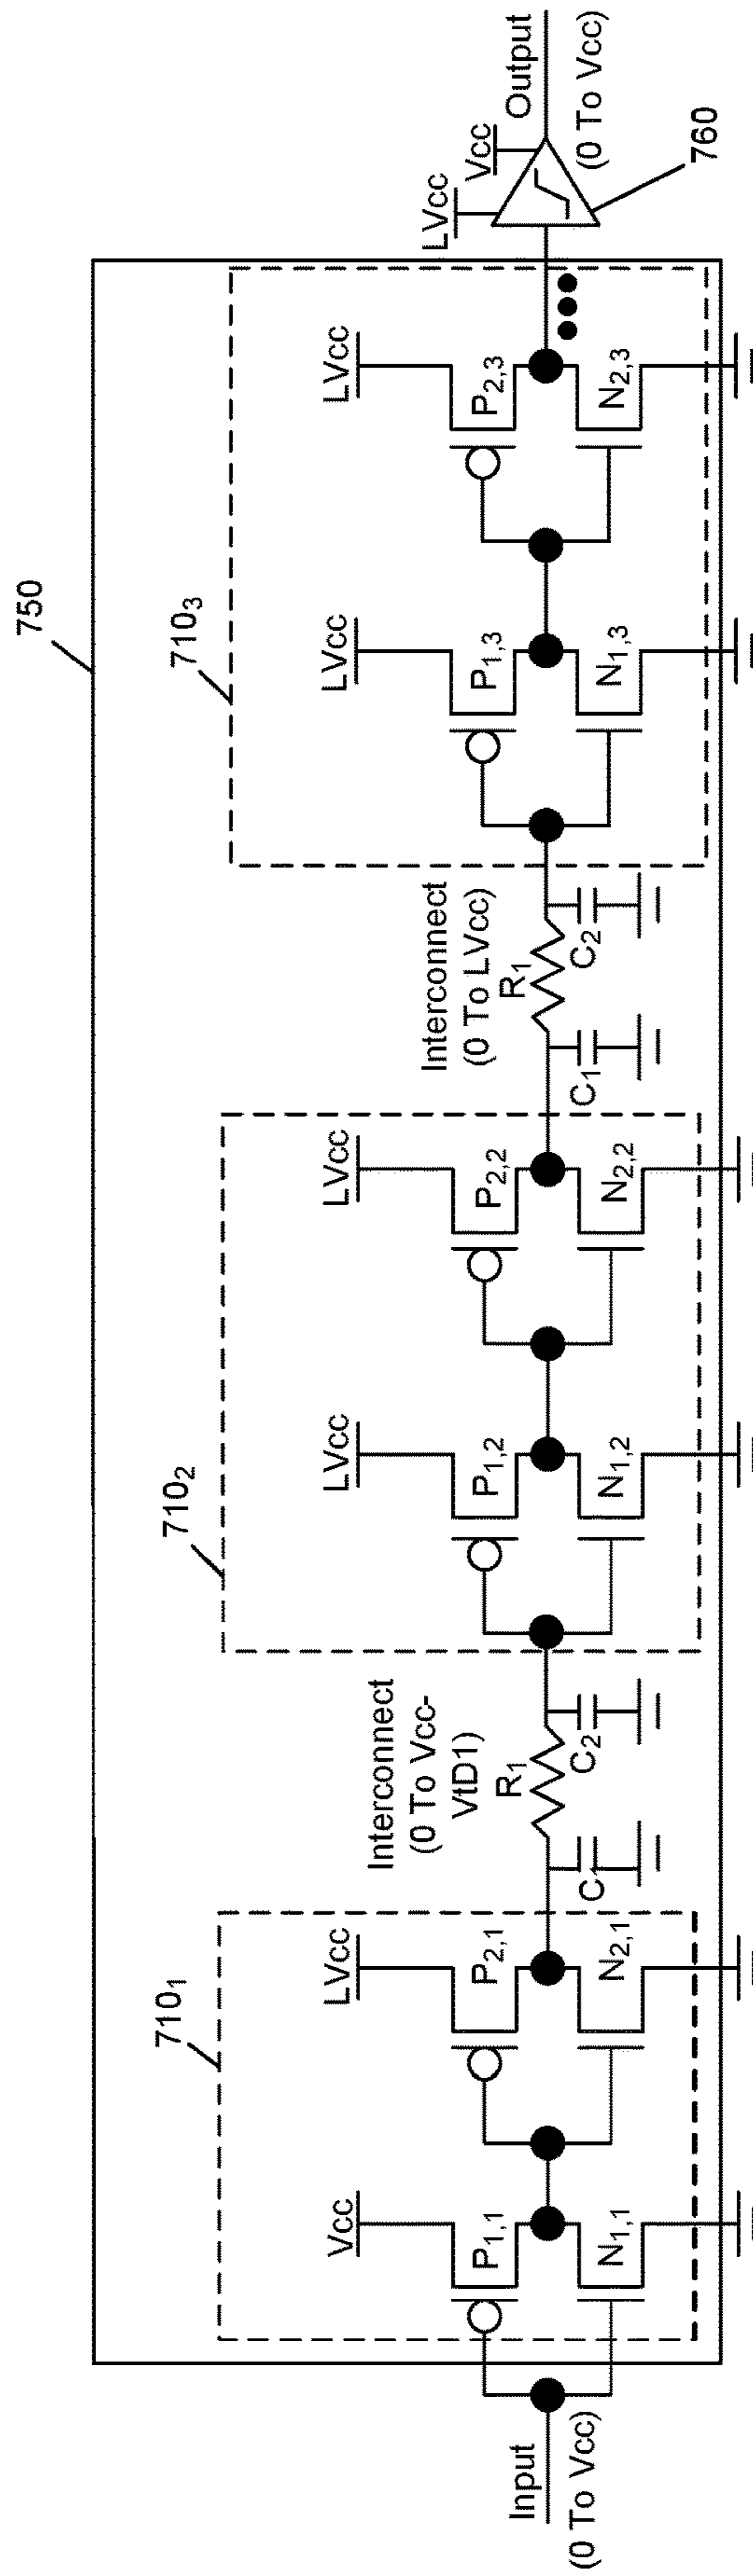 750
710₁
710₂
710₃
Vcc
LVcc
LVcc
LVcc
LVcc
LVcc
LVcc
Vcc
P₁,₁
P₂,₁
P₁,₂
P₂,₂
P₁,₃
P₂,₃
N₁,₁
N₂,₁
N₁,₂
N₂,₂
N₁,₃
N₂,₃
Input
(0 To Vcc)
Interconnect
(0 To Vcc-
VtD1)
R₁
C₁
C₂
Interconnect
(0 To LVcc)
R₁
C₁
C₂
Output
(0 To Vcc)
760